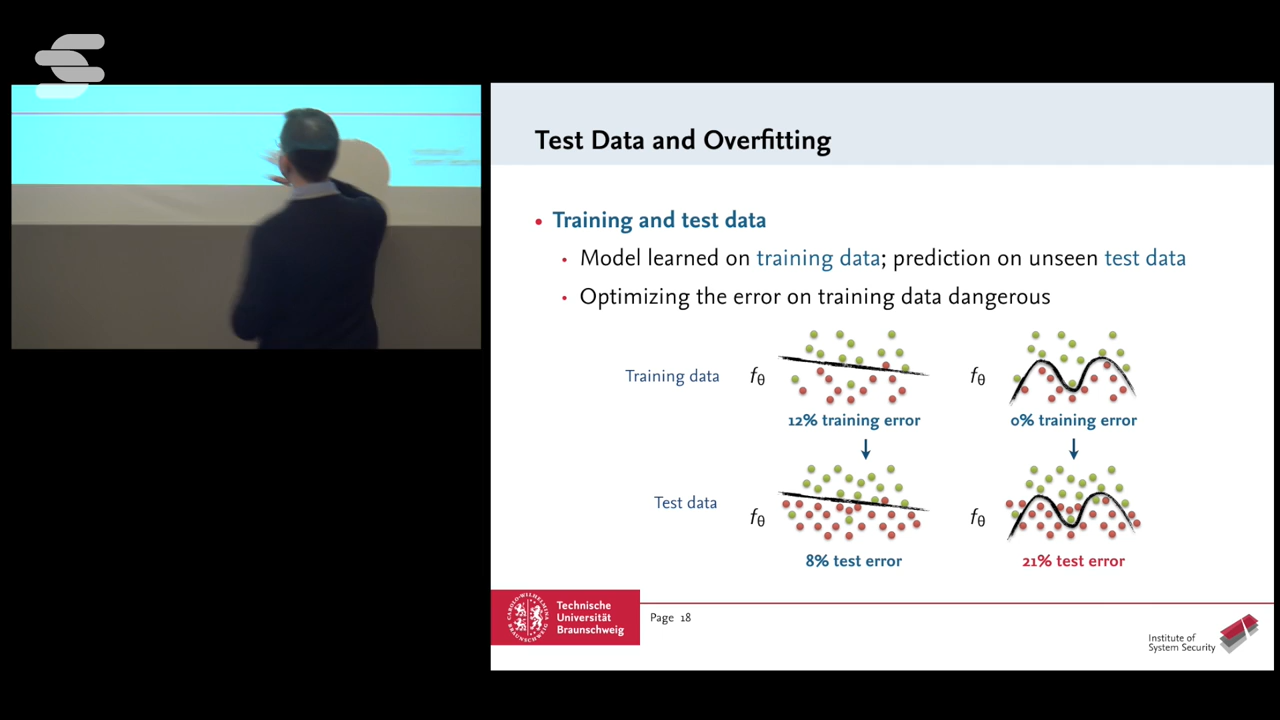 Test Data and Overfitting
• Training and test data
• Model learned on training data; prediction on unseen test data
• Optimizing the error on training data dangerous
Training data fθ fθ
12% training error 0% training error
Test data fθ fθ
8% test error 21% test error
Technische
Universität
Braunschweig
Page 18
Institute of
System Security